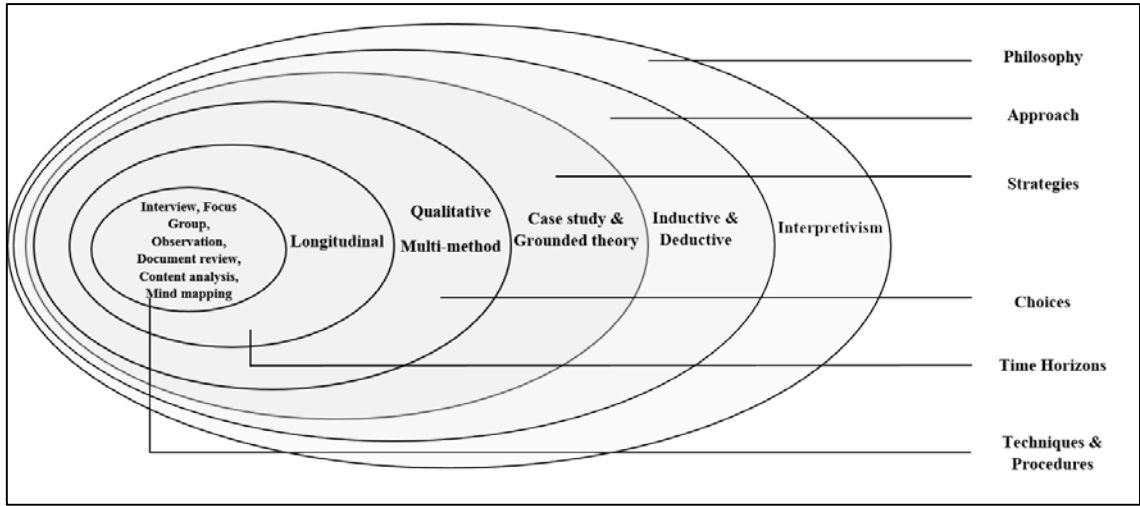 Philosophy
Approach
Strategies
Interview, Focus
Group,
Observation,
Document review,
Content analysis,
Mind mapping
Longitudinal
Qualitative
Multi-method
Case study &
Grounded theory
Inductive &
Deductive
Interpretivism
Choices
Time Horizons
Techniques &
Procedures